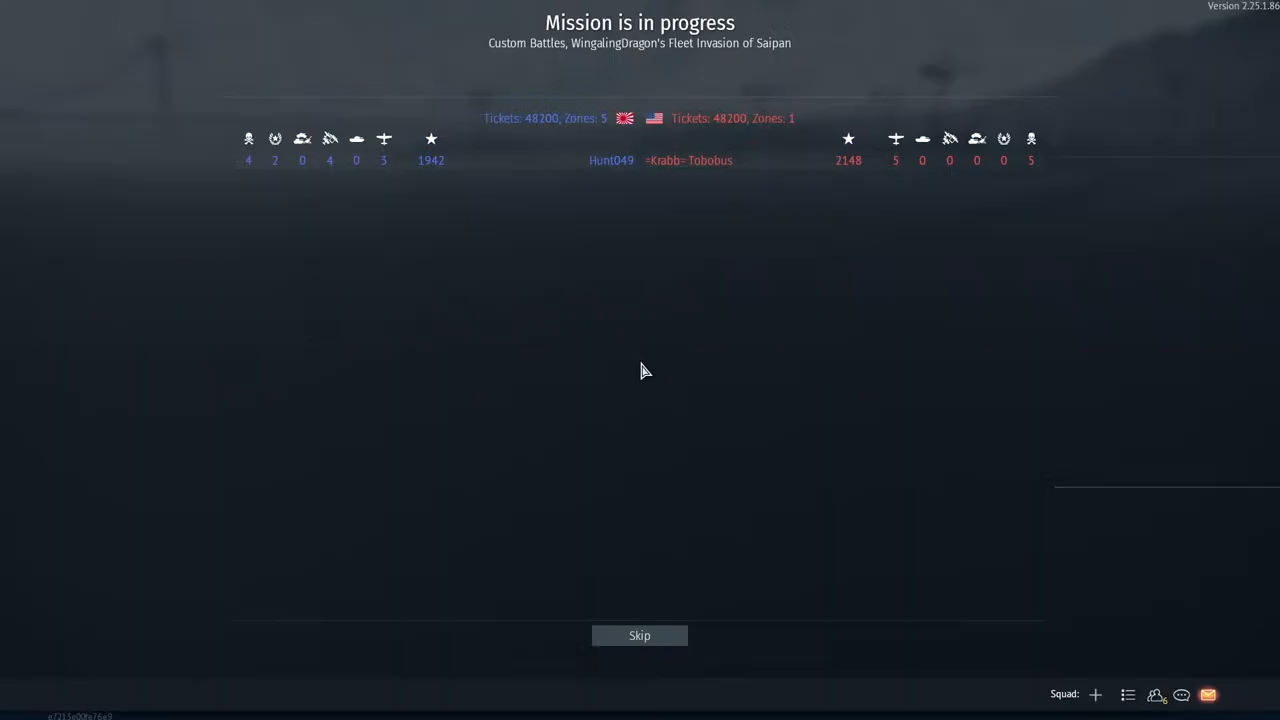 Version 2.25.1.86
Mission is in progress
Custom Battles, WingalingDragon's Fleet Invasion of Saipan
Tickets: 48200, Zones: 5 Tickets: 48200, Zones: 1
4 2 0 4 0 3 1942 Hunt049 =Krabb= Tobobus 2148 5 0 0 0 0 5
Skip
Squad:
6